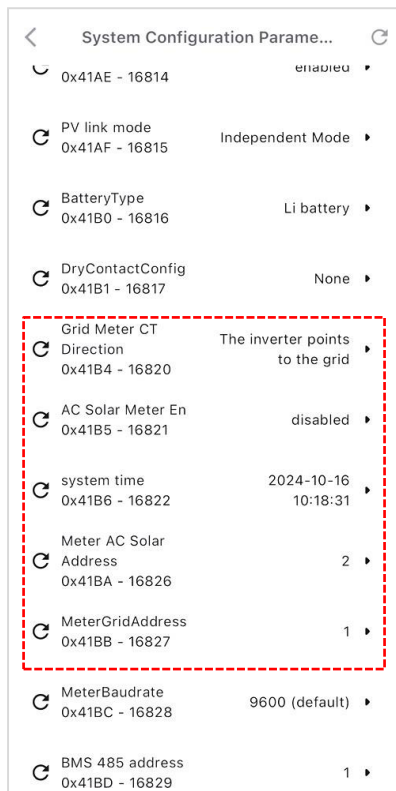 System Configuration Parame...
enabled
0x41AE - 16814
PV link mode
0x41AF - 16815
Independent Mode
BatteryType
0x41B0 - 16816
Li battery
DryContactConfig
0x41B1 - 16817
None
Grid Meter CT
Direction
0x41B4 - 16820
The inverter points
to the grid
AC Solar Meter En
0x41B5 - 16821
disabled
system time
0x41B6 - 16822
2024-10-16
10:18:31
Meter AC Solar
Address
0x41BA - 16826
2
MeterGridAddress
0x41BB - 16827
1
MeterBaudrate
0x41BC - 16828
9600 (default)
BMS 485 address
0x41BD - 16829
1